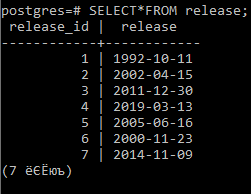 postgres=# SELECT*FROM release;
release_id | release
------------+------------
1 | 1992-10-11
2 | 2002-04-15
3 | 2011-12-30
4 | 2019-03-13
5 | 2005-06-16
6 | 2000-11-23
7 | 2014-11-09
(7 ёЄЁюъ)